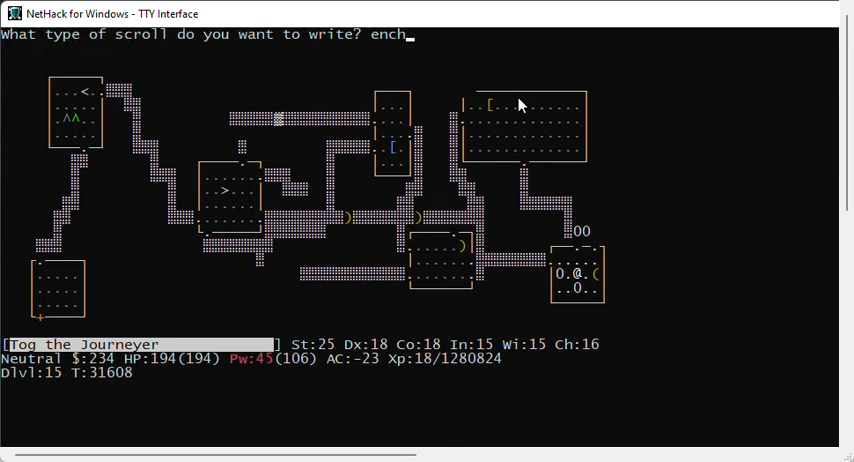 NetHack for Windows - TTY Interface
What type of scroll do you want to write? ench_
[Tog the Journeyer ] St:25 Dx:18 Co:18 In:15 Wi:15 Ch:16
Neutral $:234 HP:194(194) Pw:45(106) AC:-23 Xp:18/1280824
Dlvl:15 T:31608